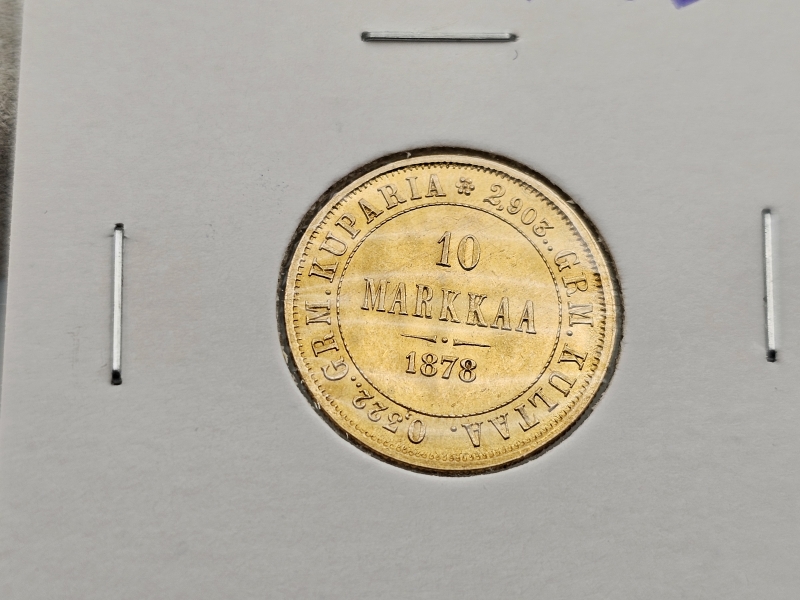 10
MARKKAA
1878
2,903..GRM.KULTAA. 0,322..GRM.KUPARIA